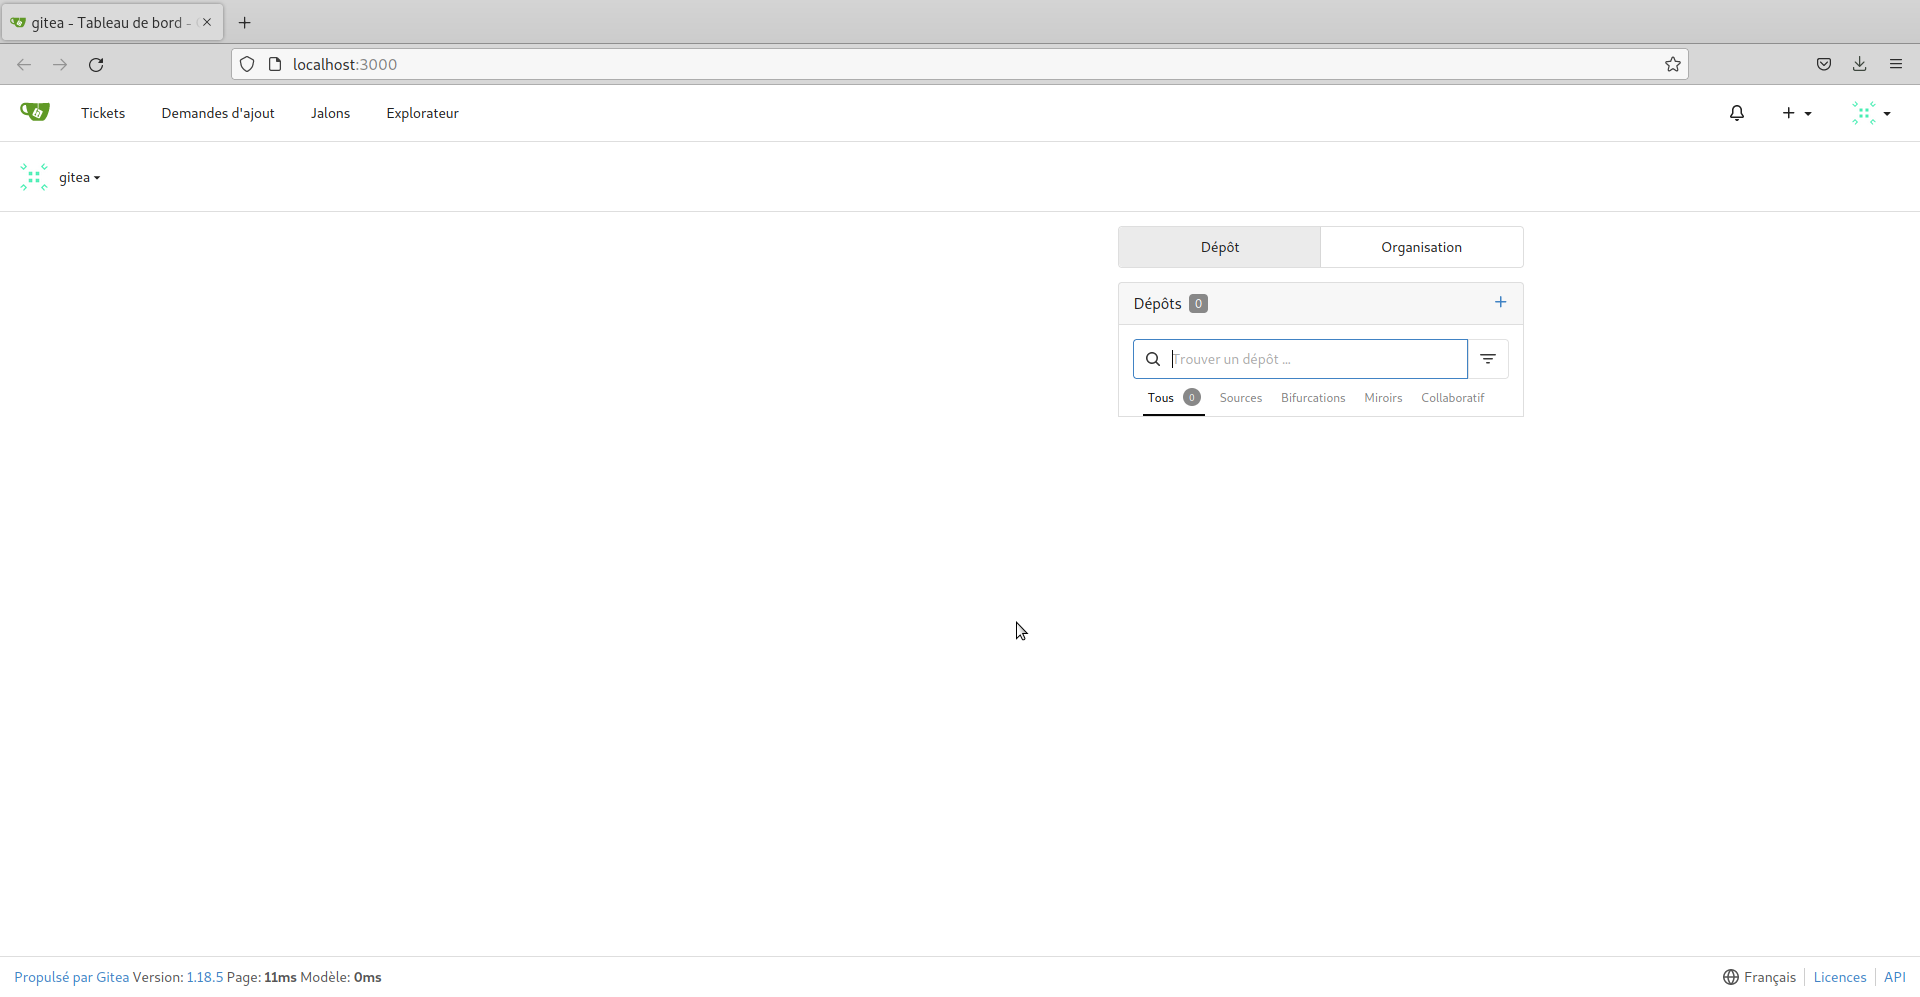 gitea - Tableau de bord -
localhost:3000
Tickets Demandes d'ajout Jalons Explorateur
gitea
Dépôt Organisation
Dépôts 0
Trouver un dépôt ...
Tous 0 Sources Bifurcations Miroirs Collaboratif
Propulsé par Gitea Version: 1.18.5 Page: 11ms Modèle: 0ms
Français Licences API